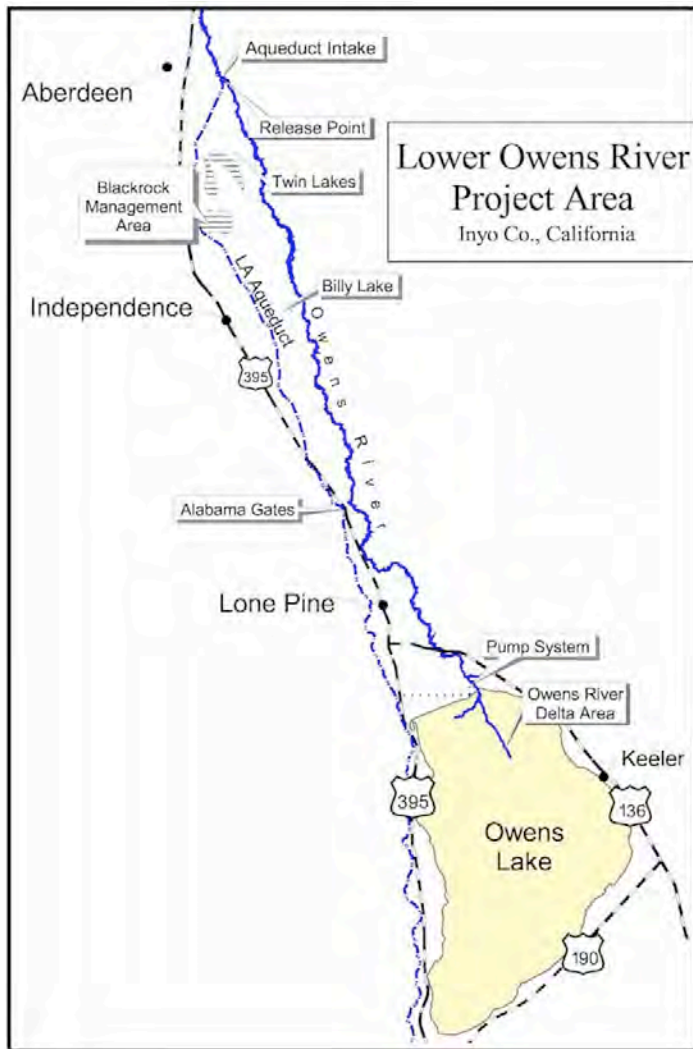 Aqueduct Intake
Aberdeen
Release Point
Lower Owens River
Project Area
Inyo Co., California
Twin Lakes
Blackrock
Management
Area
LA Aqueduct
Billy Lake
Independence
Owens River
395
Alabama Gates
Lone Pine
Pump System
Owens River
Delta Area
Keeler
395
136
Owens
Lake
190